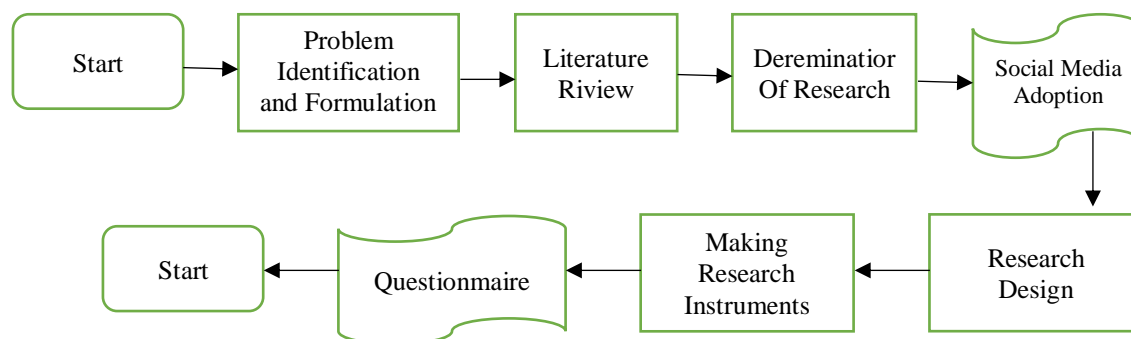 Start
Problem
Identification
and Formulation
Literature
Riview
Dereminatior
Of Research
Social Media
Adoption
Start
Questionmaire
Making
Research
Instruments
Research
Design